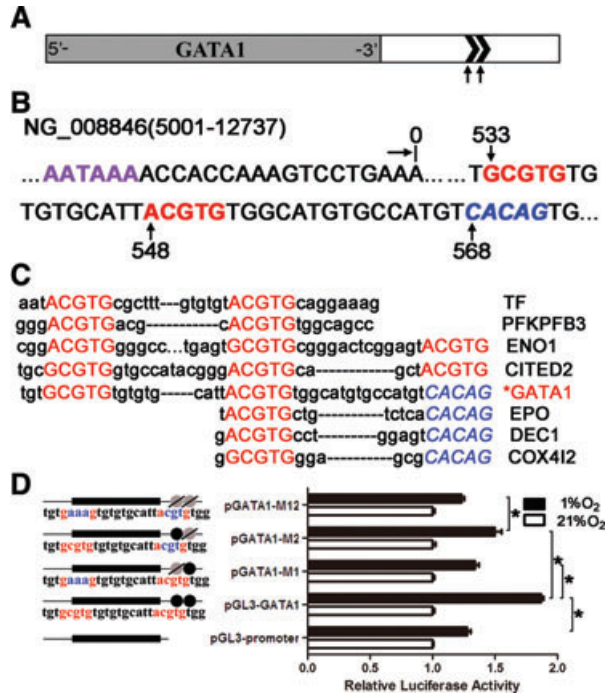 A
5'- GATA1 -3'
B
NG_008846(5001-12737)
0 533
...AATAAAACCACCAAAGTCCTGAAA......TGCGTGTG
TGTGCATTACGTGTGGCATGTGCCATGTCACAGTG...
548 568
C
aatACGTGcgcttt---gtgtgtACGTGcaggaaag TF
gggACGTGacg----------cACGTGtggcagcc PFKPFB3
cggACGTGgggcc...tgagtGCGTGcgggactcggagtACGTG ENO1
tgcGCGTGgtgccatacgggACGTGca------gctACGTG CITED2
tgtGCGTGtgtgtg-----cattACGTGtggcatgtgccatgtCACAG *GATA1
tACGTGctg-------tctcaCACAG EPO
gACGTGcct---------ggagtCACAG DEC1
gGCGTGgga---------gcgCACAG COX4I2
D
tgtgaaagtgtgtgcattacgtgtgg pGATA1-M12
tgtgcgtgtgtgtgcattacgtgtgg pGATA1-M2
tgtgaaagtgtgtgcattacgtgtgg pGATA1-M1
tgtgcgtgtgtgtgcattacgtgtgg pGL3-GATA1
pGL3-promoter
1%O2
21%O2
*
*
*
*
0.0 0.5 1.0 1.5 2.0
Relative Luciferase Activity